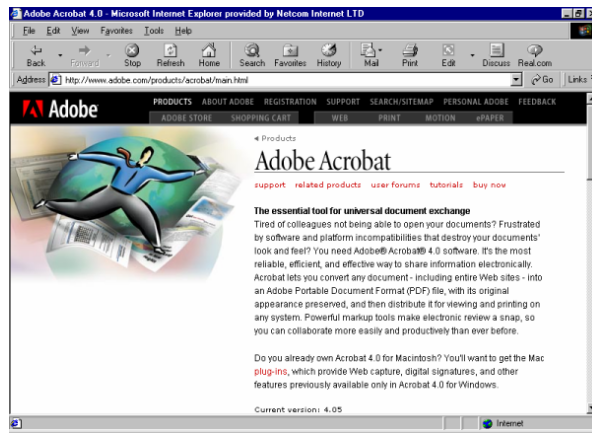 Adobe Acrobat 4.0 - Microsoft Internet Explorer provided by Netcom Internet LTD
File Edit View Favorites Tools Help
Back Forward Stop Refresh Home Search Favorites History Mail Print Edit Discuss Real.com
Address http://www.adobe.com/products/acrobat/main.html Go Links
Adobe
PRODUCTS ABOUT ADOBE REGISTRATION SUPPORT SEARCH/SITEMAP PERSONAL ADOBE FEEDBACK
ADOBE STORE SHOPPING CART WEB PRINT MOTION ePAPER
Products
Adobe Acrobat
support related products user forums tutorials buy now
The essential tool for universal document exchange
Tired of colleagues not being able to open your documents? Frustrated
by software and platform incompatibilities that destroy your documents'
look and feel? You need Adobe® Acrobat® 4.0 software. It's the most
reliable, efficient, and effective way to share information electronically.
Acrobat lets you convert any document - including entire Web sites - into
an Adobe Portable Document Format (PDF) file, with its original
appearance preserved, and then distribute it for viewing and printing on
any system. Powerful markup tools make electronic review a snap, so
you can collaborate more easily and productively than ever before.
Do you already own Acrobat 4.0 for Macintosh? You'll want to get the Mac
plug-ins, which provide Web capture, digital signatures, and other
features previously available only in Acrobat 4.0 for Windows.
Current version: 4.05
Internet